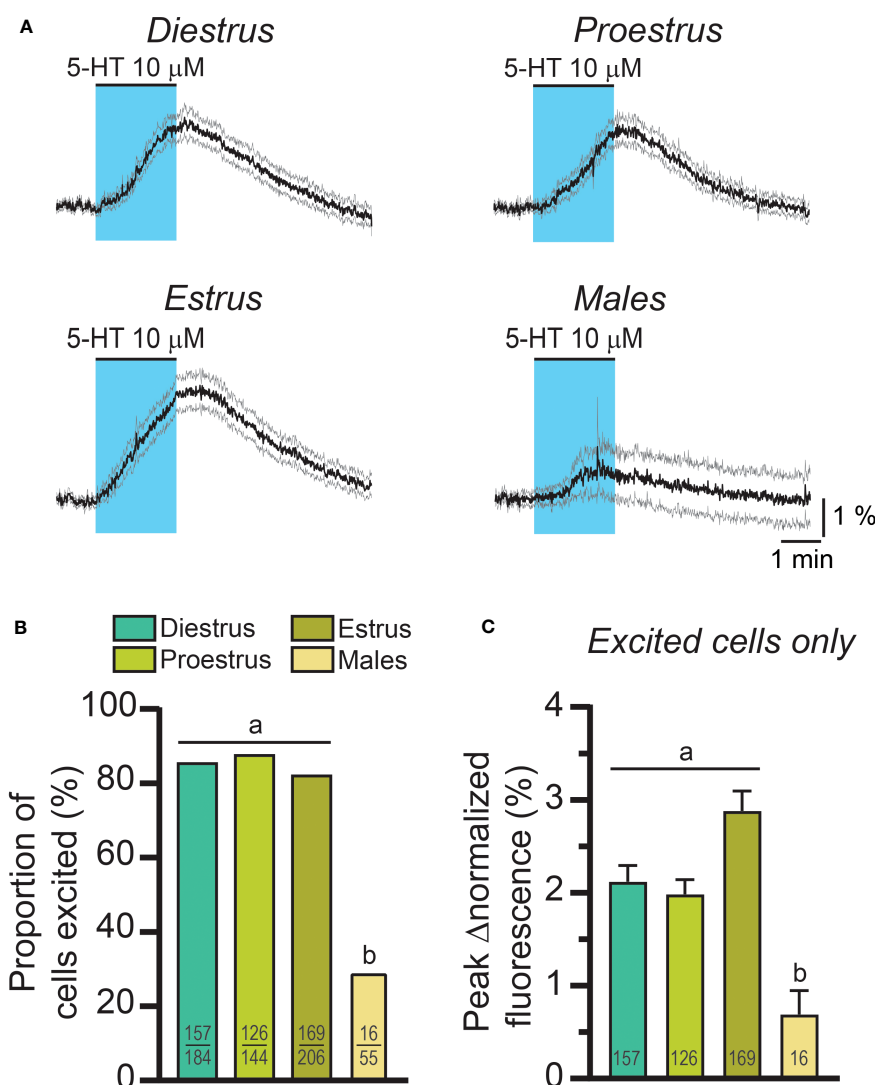 A
Diestrus
5-HT 10 μM
Proestrus
5-HT 10 μM
Estrus
5-HT 10 μM
Males
5-HT 10 μM
1 %
1 min
B
Diestrus
Estrus
Proestrus
Males
Proportion of
cells excited (%)
100
80
60
40
20
0
a
b
157
184
126
144
169
206
16
55
C
Excited cells only
Peak Δnormalized
fluorescence (%)
4
3
2
1
0
a
b
157
126
169
16